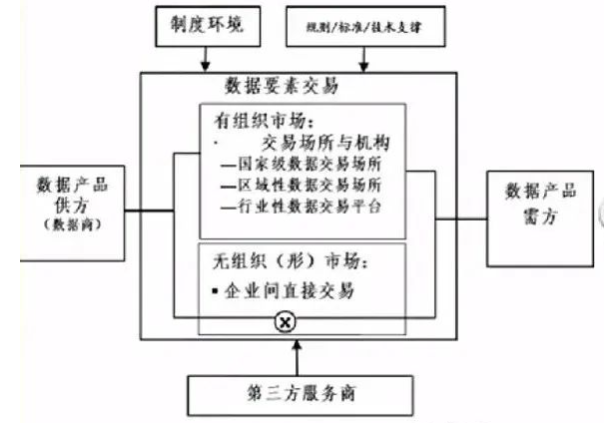 制度环境
规则/标准/技术支撑
数据要素交易
有组织市场：
· 交易场所与机构
—国家级数据交易场所
—区域性数据交易场所
—行业性数据交易平台
数据产品
供方
（数据商）
数据产品
需方
无组织（形）市场：
▪ 企业间直接交易
X
第三方服务商